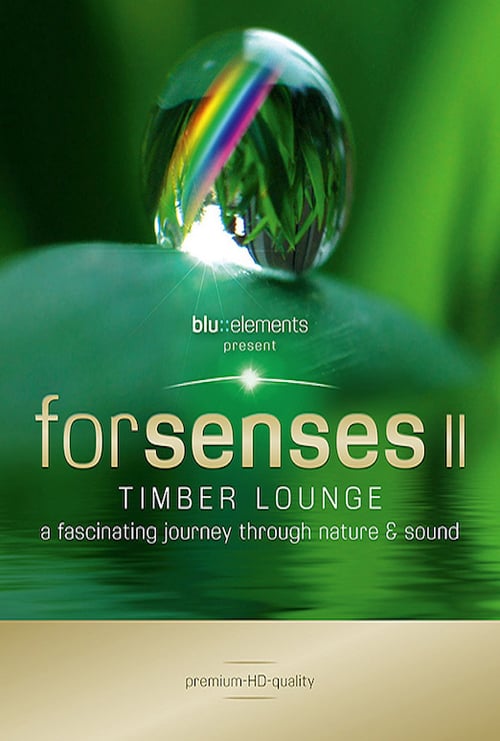 blu::elements
present
forsenses II
TIMBER LOUNGE
a fascinating journey through nature & sound
premium-HD-quality